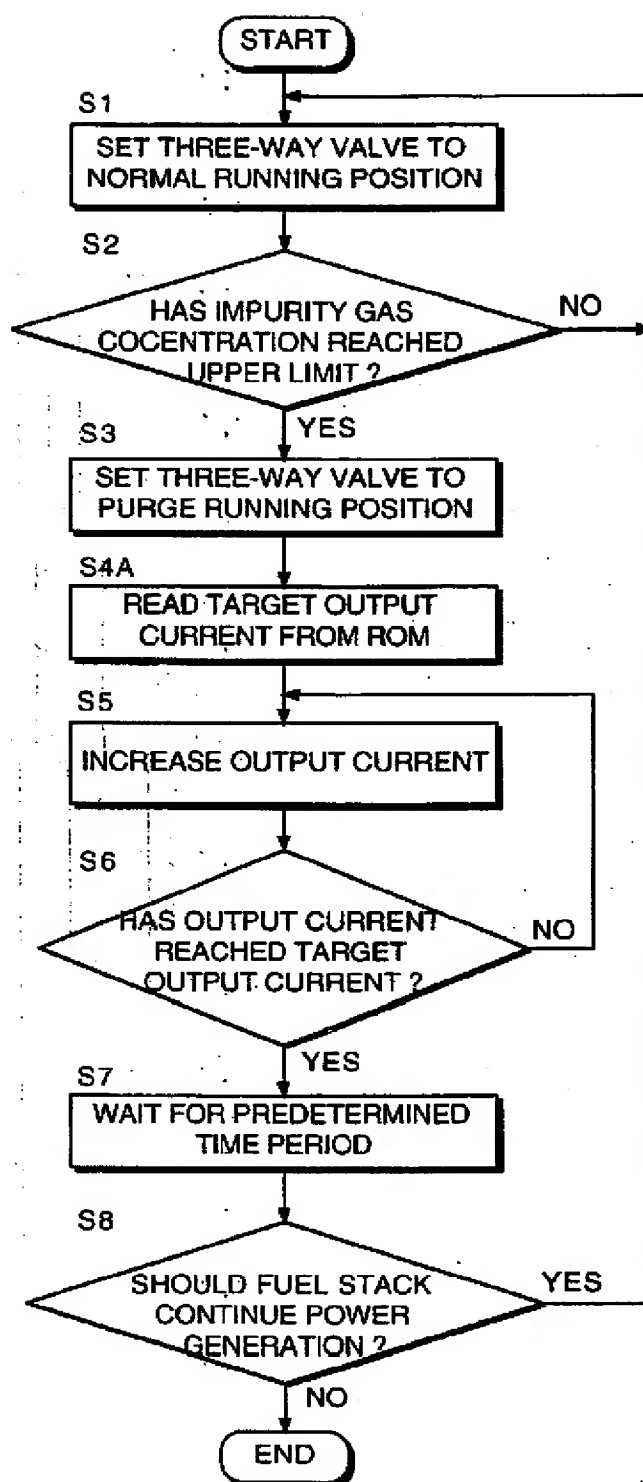 START
S1
SET THREE-WAY VALVE TO
NORMAL RUNNING POSITION
S2
HAS IMPURITY GAS
COCENTRATION REACHED
UPPER LIMIT ?
NO
YES
S3
SET THREE-WAY VALVE TO
PURGE RUNNING POSITION
S4A
READ TARGET OUTPUT
CURRENT FROM ROM
S5
INCREASE OUTPUT CURRENT
S6
HAS OUTPUT CURRENT
REACHED TARGET
OUTPUT CURRENT ?
NO
YES
S7
WAIT FOR PREDETERMINED
TIME PERIOD
S8
SHOULD FUEL STACK
CONTINUE POWER
GENERATION ?
YES
NO
END